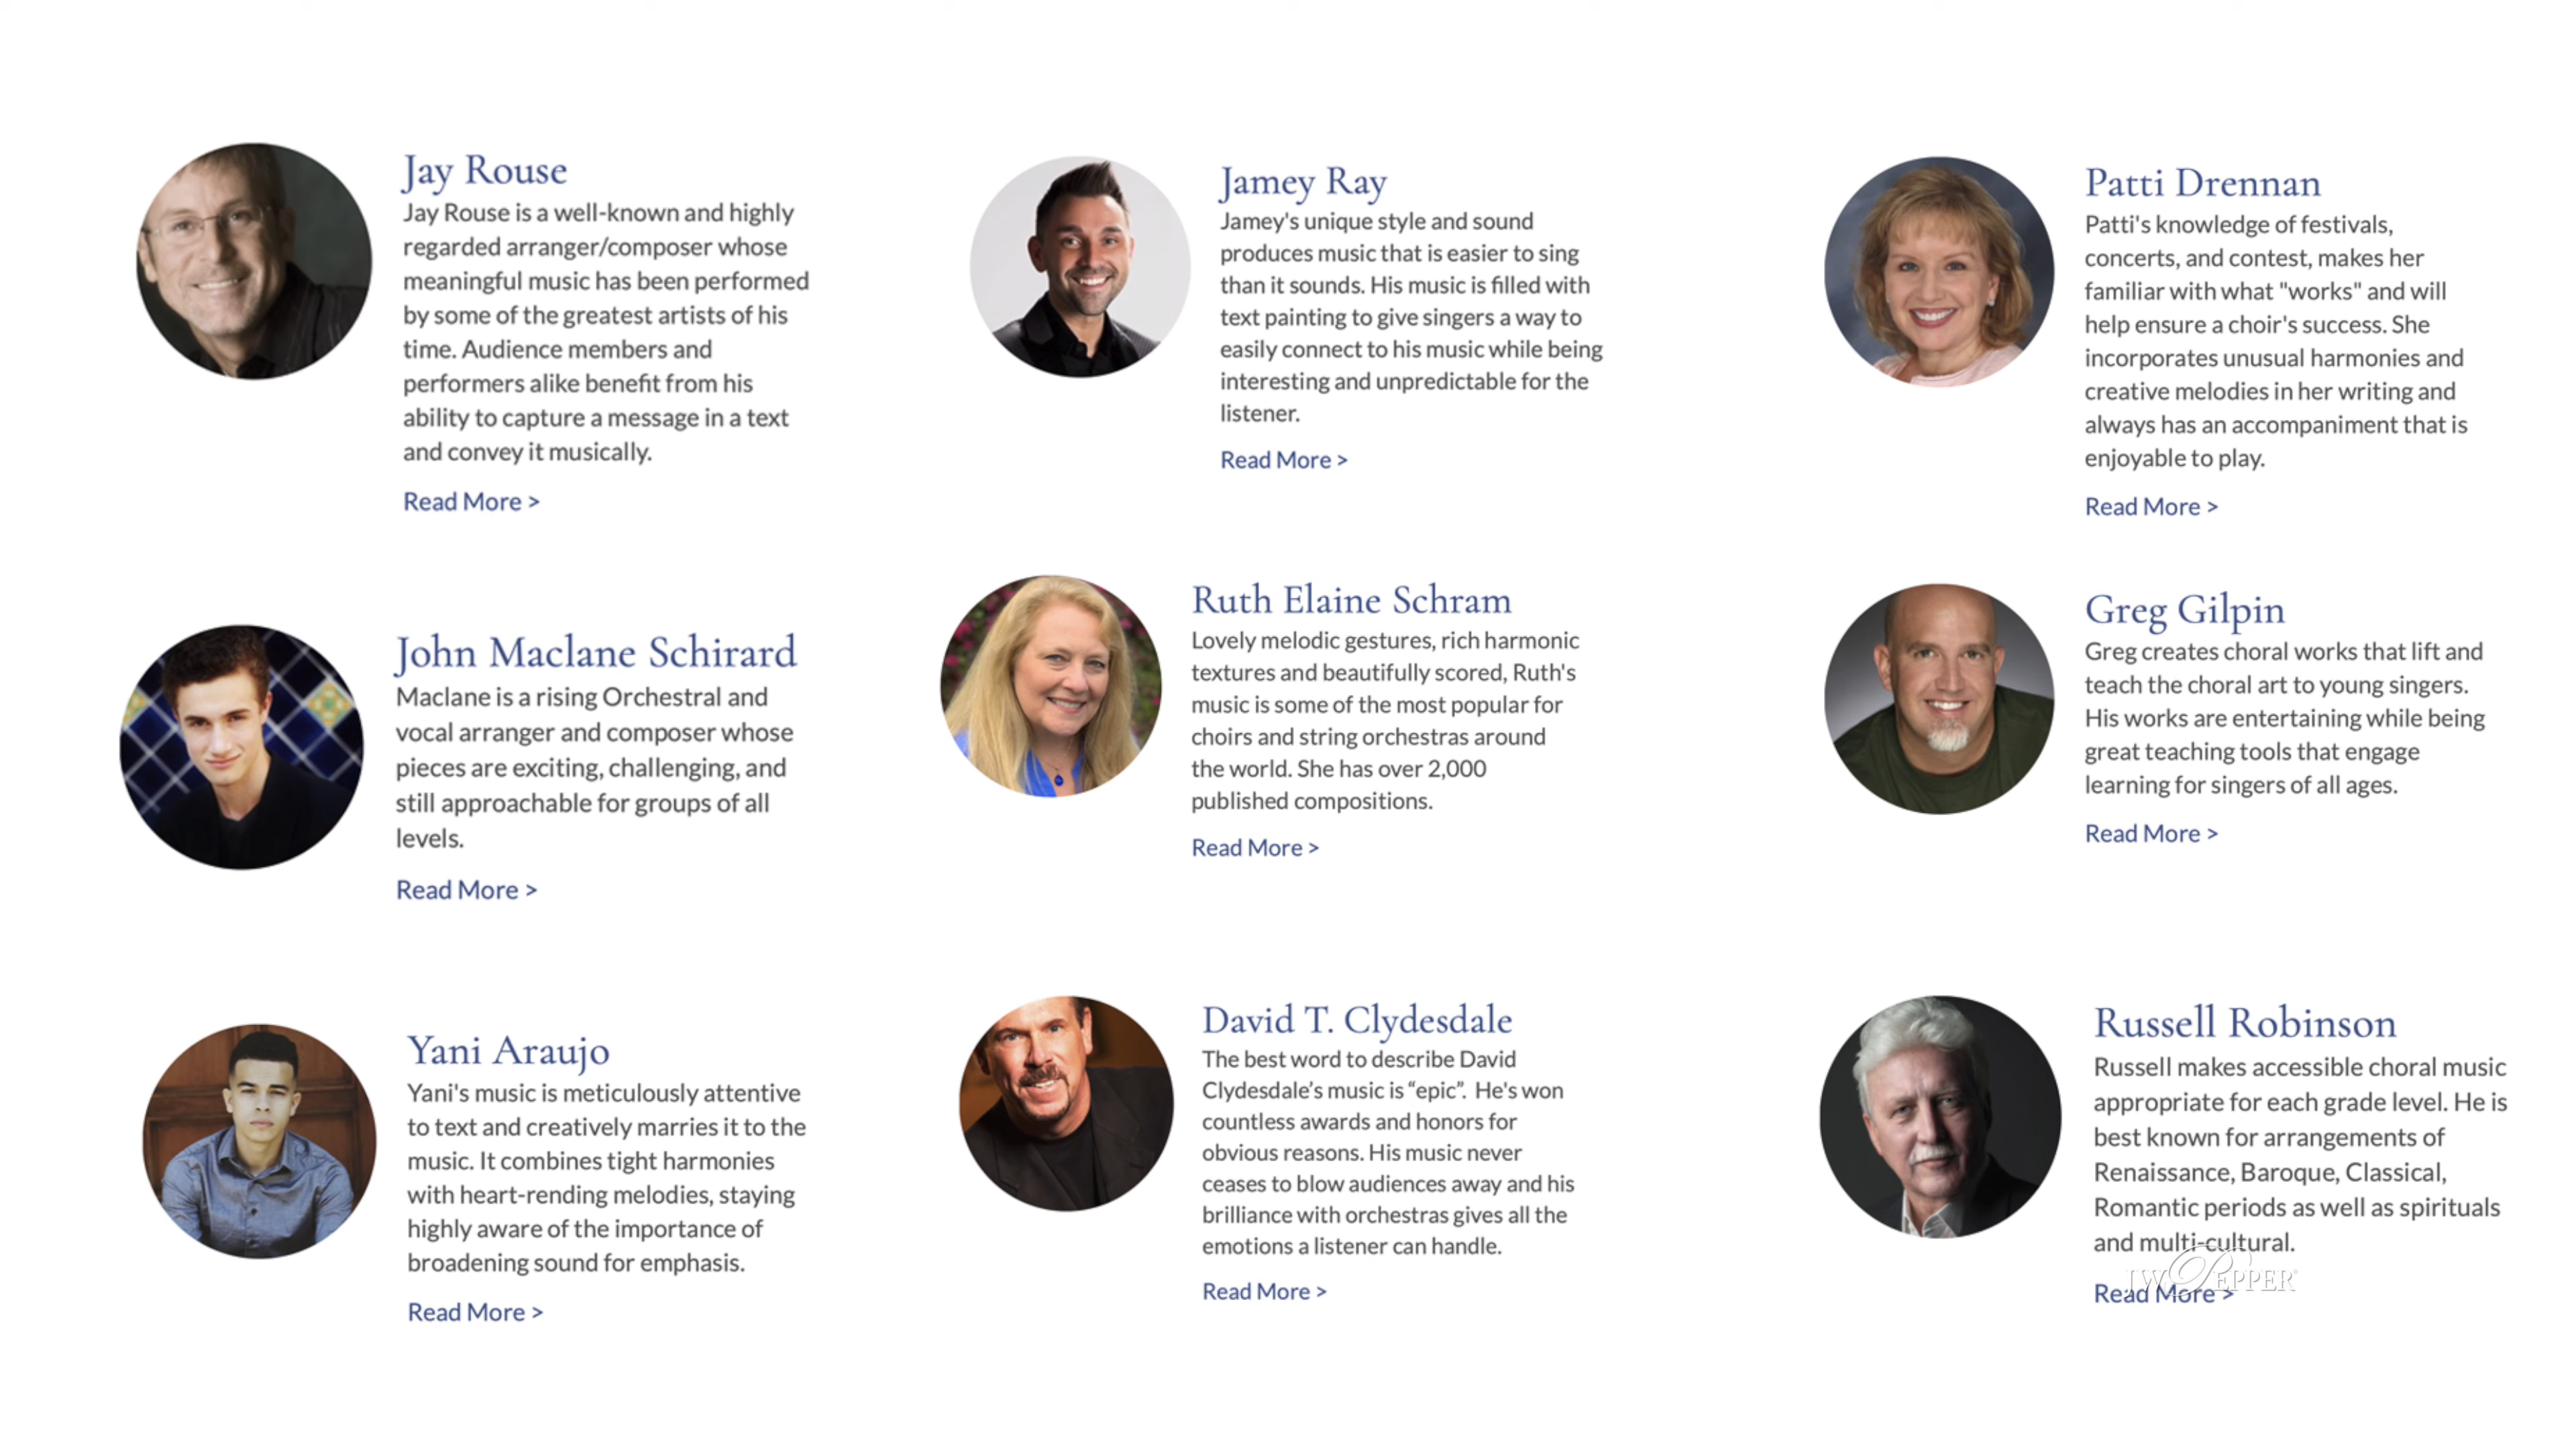 Jay Rouse
Jay Rouse is a well-known and highly
regarded arranger/composer whose
meaningful music has been performed
by some of the greatest artists of his
time. Audience members and
performers alike benefit from his
ability to capture a message in a text
and convey it musically.
Read More >
Jamey Ray
Jamey's unique style and sound
produces music that is easier to sing
than it sounds. His music is filled with
text painting to give singers a way to
easily connect to his music while being
interesting and unpredictable for the
listener.
Read More >
Patti Drennan
Patti's knowledge of festivals,
concerts, and contest, makes her
familiar with what "works" and will
help ensure a choir's success. She
incorporates unusual harmonies and
creative melodies in her writing and
always has an accompaniment that is
enjoyable to play.
Read More >
John Maclane Schirard
Maclane is a rising Orchestral and
vocal arranger and composer whose
pieces are exciting, challenging, and
still approachable for groups of all
levels.
Read More >
Ruth Elaine Schram
Lovely melodic gestures, rich harmonic
textures and beautifully scored, Ruth's
music is some of the most popular for
choirs and string orchestras around
the world. She has over 2,000
published compositions.
Read More >
Greg Gilpin
Greg creates choral works that lift and
teach the choral art to young singers.
His works are entertaining while being
great teaching tools that engage
learning for singers of all ages.
Read More >
Yani Araujo
Yani's music is meticulously attentive
to text and creatively marries it to the
music. It combines tight harmonies
with heart-rending melodies, staying
highly aware of the importance of
broadening sound for emphasis.
Read More >
David T. Clydesdale
The best word to describe David
Clydesdale’s music is “epic”. He's won
countless awards and honors for
obvious reasons. His music never
ceases to blow audiences away and his
brilliance with orchestras gives all the
emotions a listener can handle.
Read More >
Russell Robinson
Russell makes accessible choral music
appropriate for each grade level. He is
best known for arrangements of
Renaissance, Baroque, Classical,
Romantic periods as well as spirituals
and multi-cultural.
JW PEPPER
Read More >